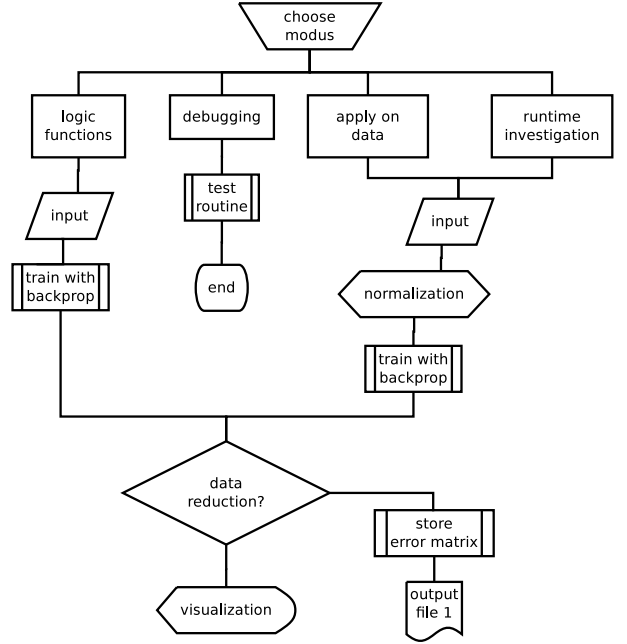 choose
modus
logic
functions
debugging
apply on
data
runtime
investigation
input
test
routine
input
train with
backprop
end
normalization
train with
backprop
data
reduction?
store
error matrix
visualization
output
file 1